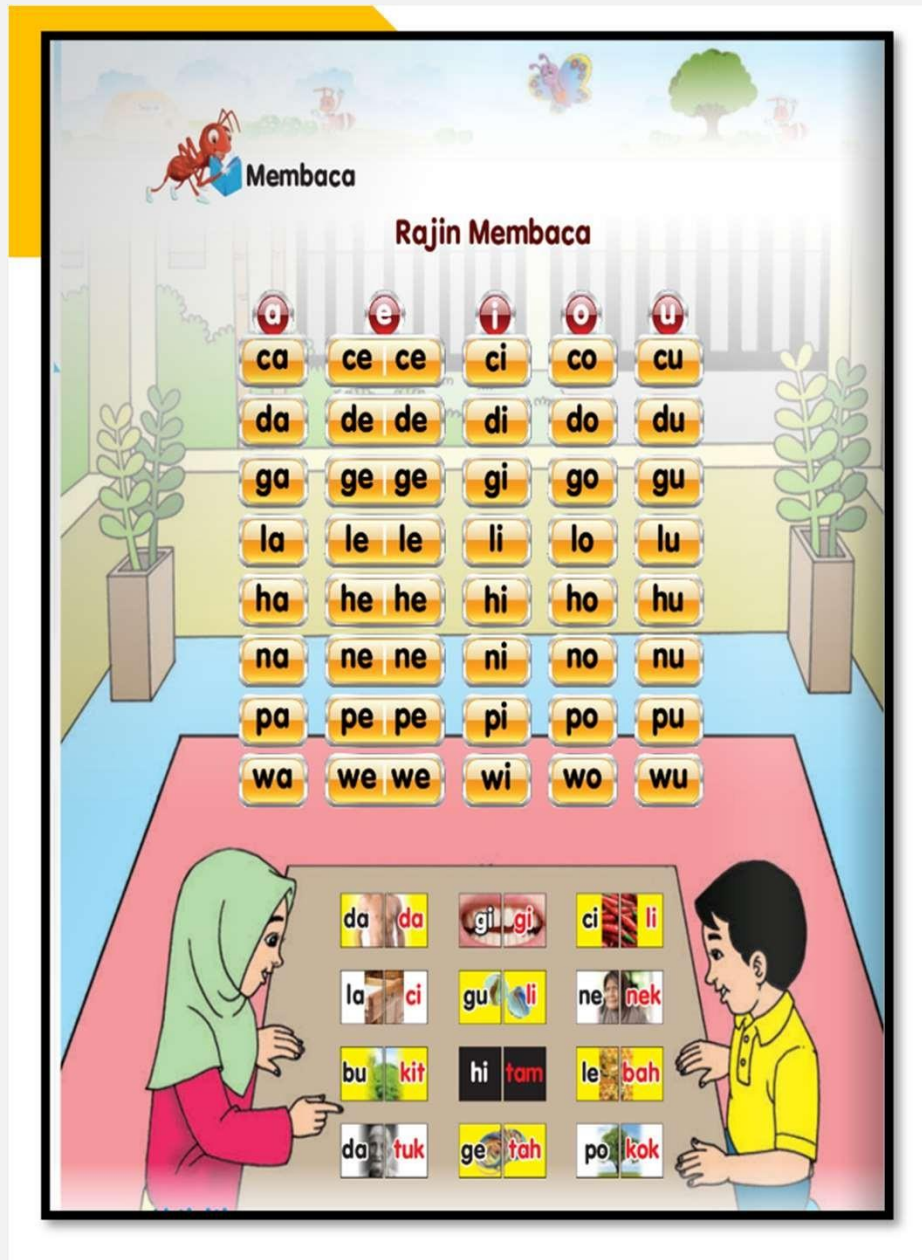 Membaca
Rajin Membaca
a e i o u
ca ce ce ci co cu
da de de di do du
ga ge ge gi go gu
la le le li lo lu
ha he he hi ho hu
na ne ne ni no nu
pa pe pe pi po pu
wa we we wi wo wu
da da gi gi ci li
la ci gu li ne nek
bu kit hi tam le bah
da tuk ge tah po kok